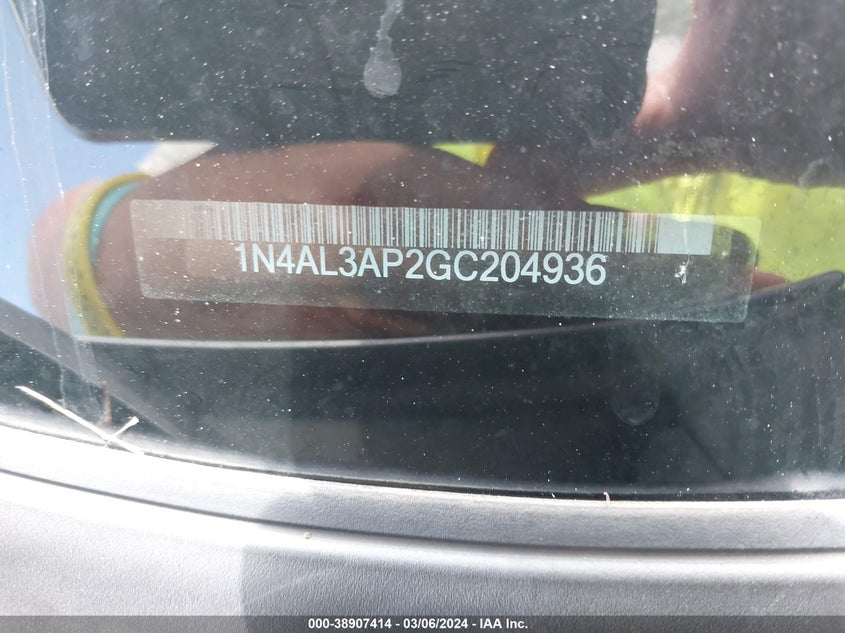 1N4AL3AP2GC204936
000-38907414 — 03/06/2024 — IAA Inc.